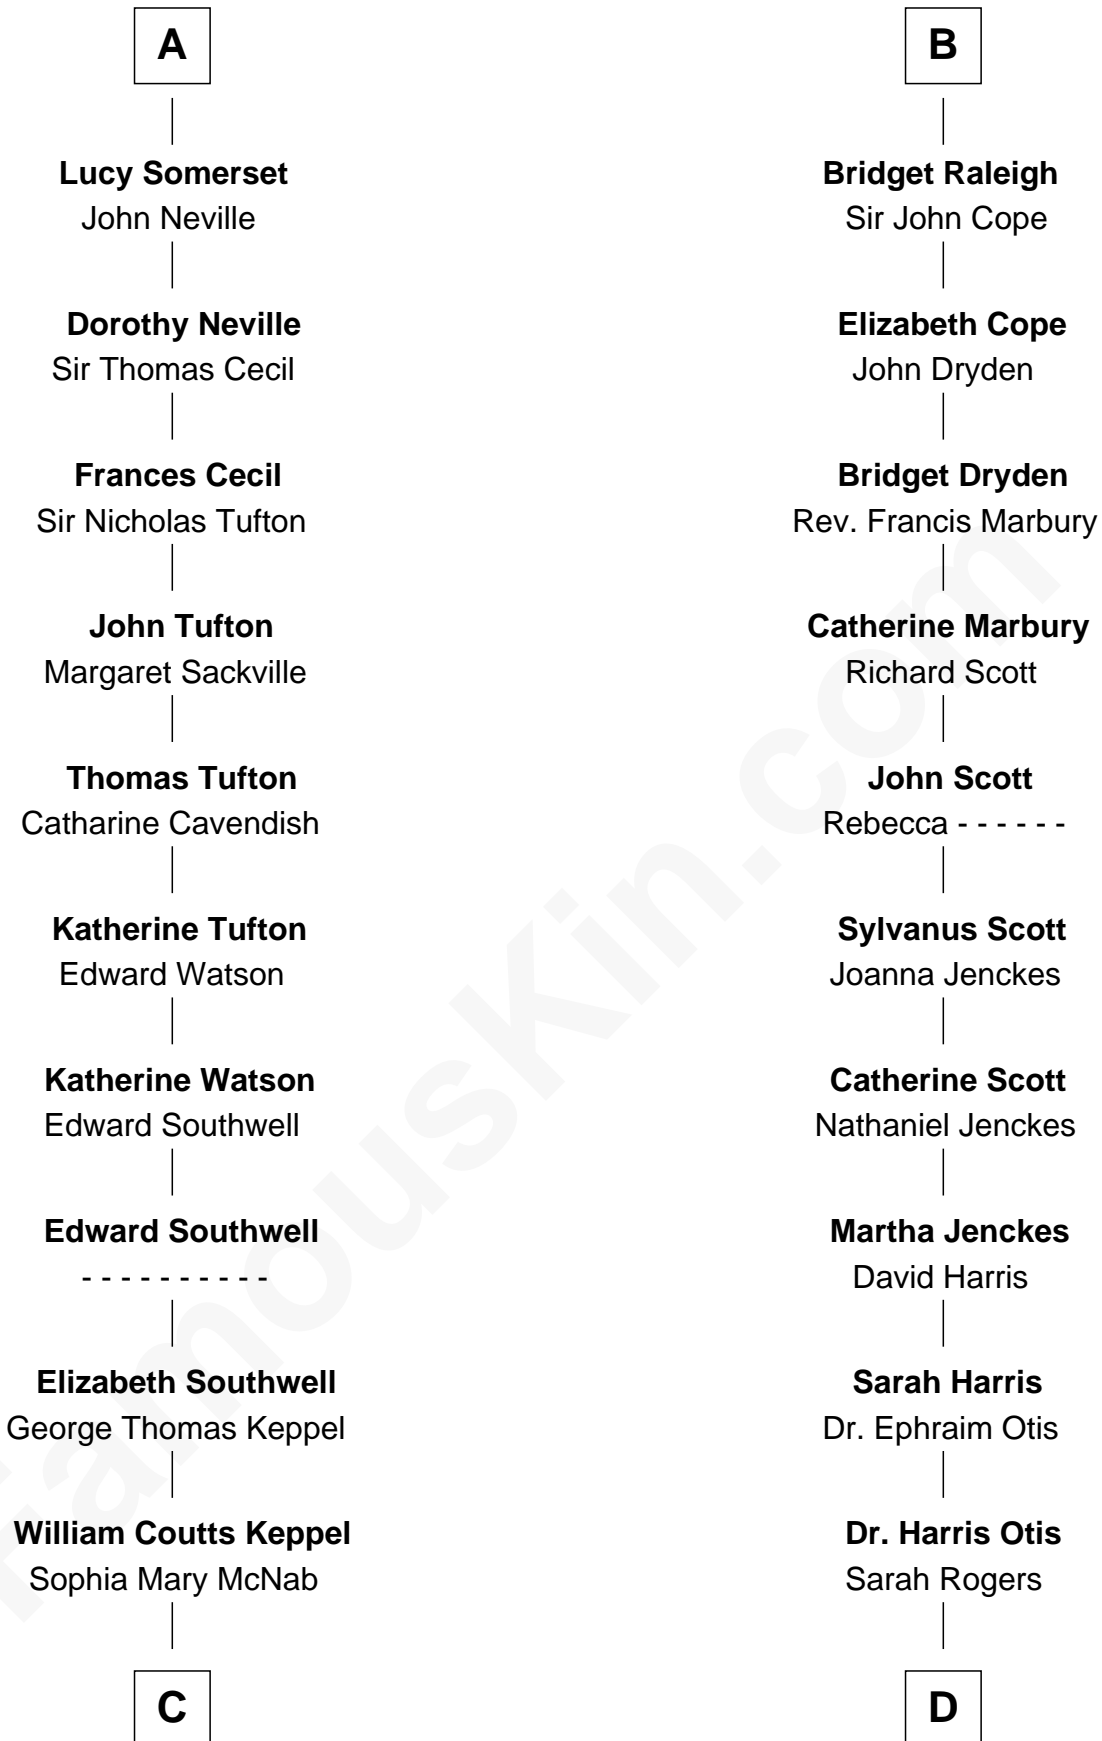 A
Lucy Somerset
John Neville
Dorothy Neville
Sir Thomas Cecil
Frances Cecil
Sir Nicholas Tufton
John Tufton
Margaret Sackville
Thomas Tufton
Catharine Cavendish
Katherine Tufton
Edward Watson
Katherine Watson
Edward Southwell
Edward Southwell
- - - - - - - - - -
Elizabeth Southwell
George Thomas Keppel
William Coutts Keppel
Sophia Mary McNab
C
B
Bridget Raleigh
Sir John Cope
Elizabeth Cope
John Dryden
Bridget Dryden
Rev. Francis Marbury
Catherine Marbury
Richard Scott
John Scott
Rebecca - - - - - -
Sylvanus Scott
Joanna Jenckes
Catherine Scott
Nathaniel Jenckes
Martha Jenckes
David Harris
Sarah Harris
Dr. Ephraim Otis
Dr. Harris Otis
Sarah Rogers
D
FamousKin.com